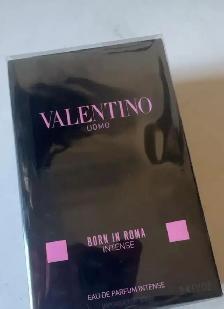 VALENTINO
UOMO
BORN IN ROMA
INTENSE
EAU DE PARFUM INTENSE